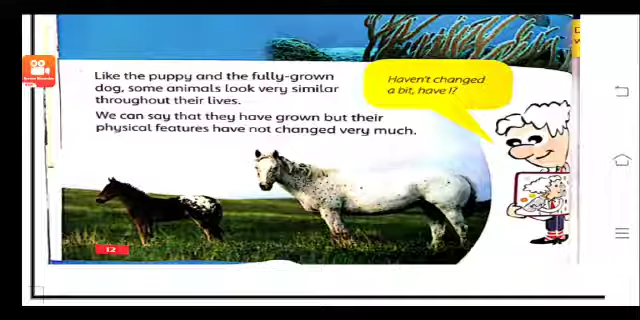 Like the puppy and the fully-grown
dog, some animals look very similar
throughout their lives.
We can say that they have grown but their
physical features have not changed very much.
Haven't changed
a bit, have I?
12